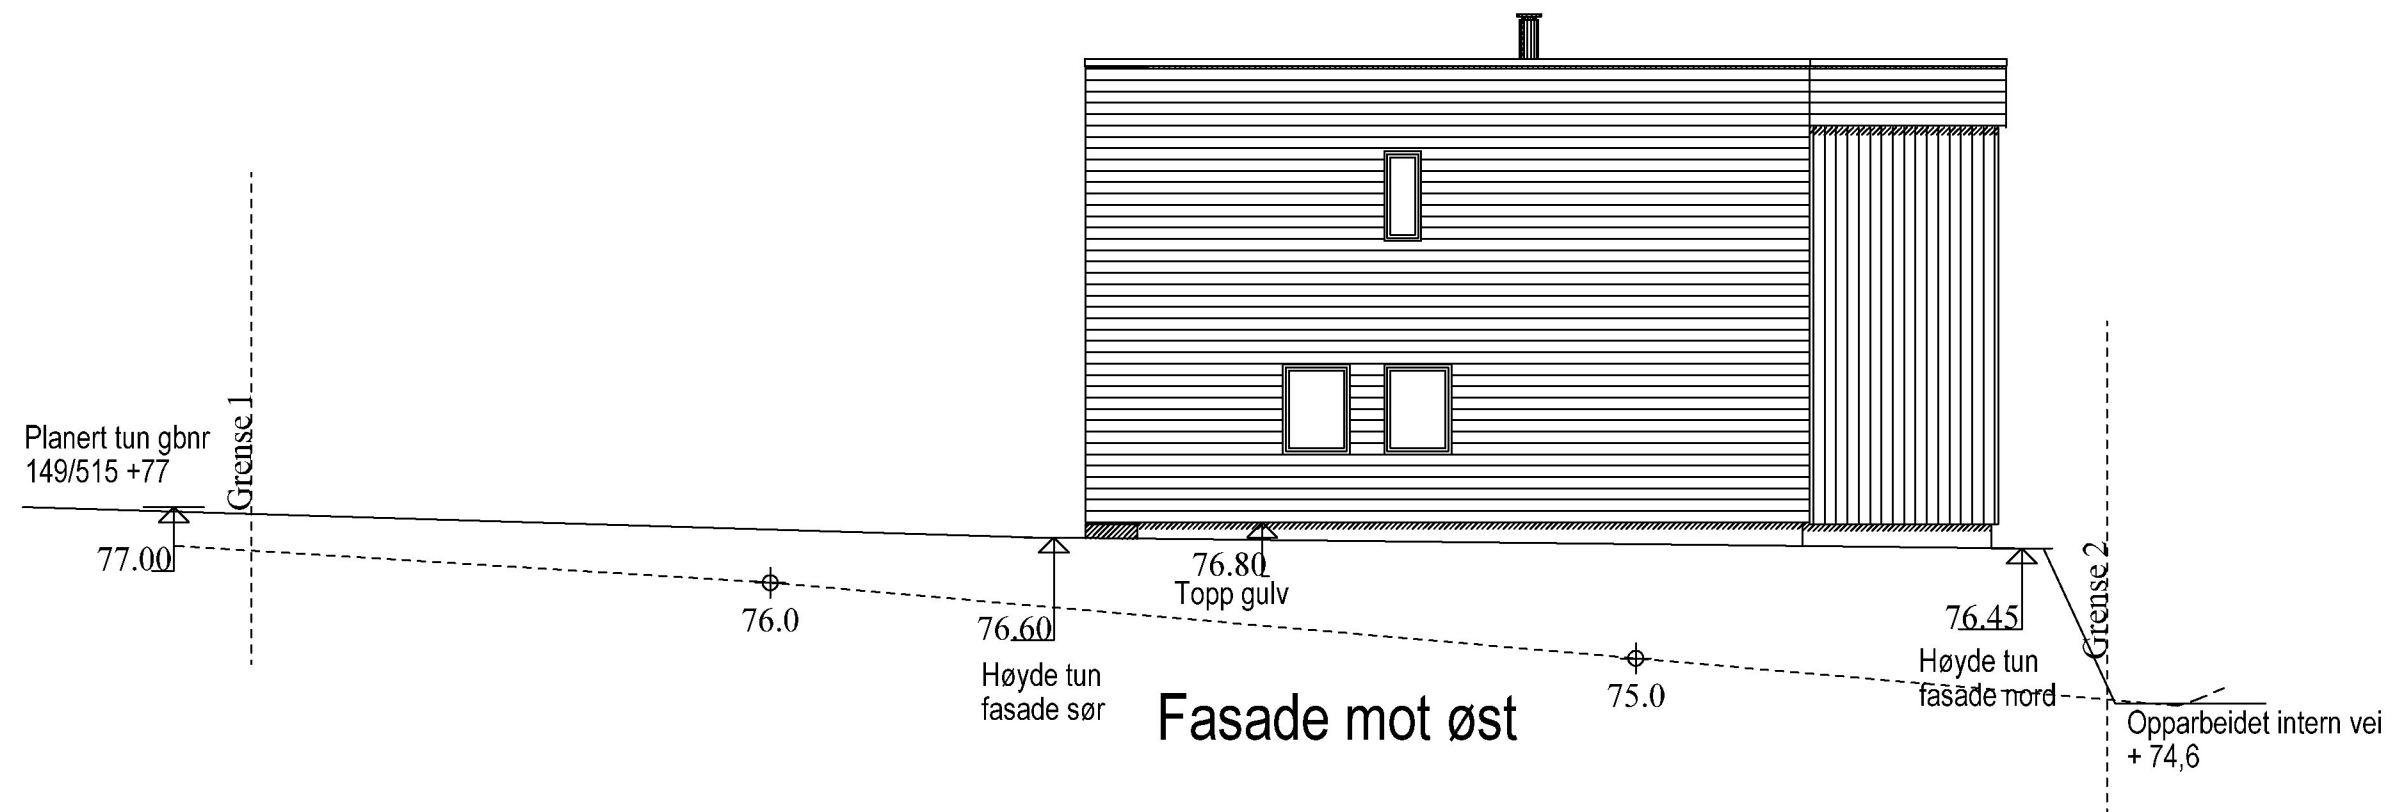 Planert tun gbnr
149/515 +77
Grense 1
77.00
76.0
76.60
Høyde tun
fasade sør
76.80
Topp gulv
Fasade mot øst
75.0
76.45
Høyde tun
fasade nord
Grense 2
Opparbeidet intern vei
+ 74,6